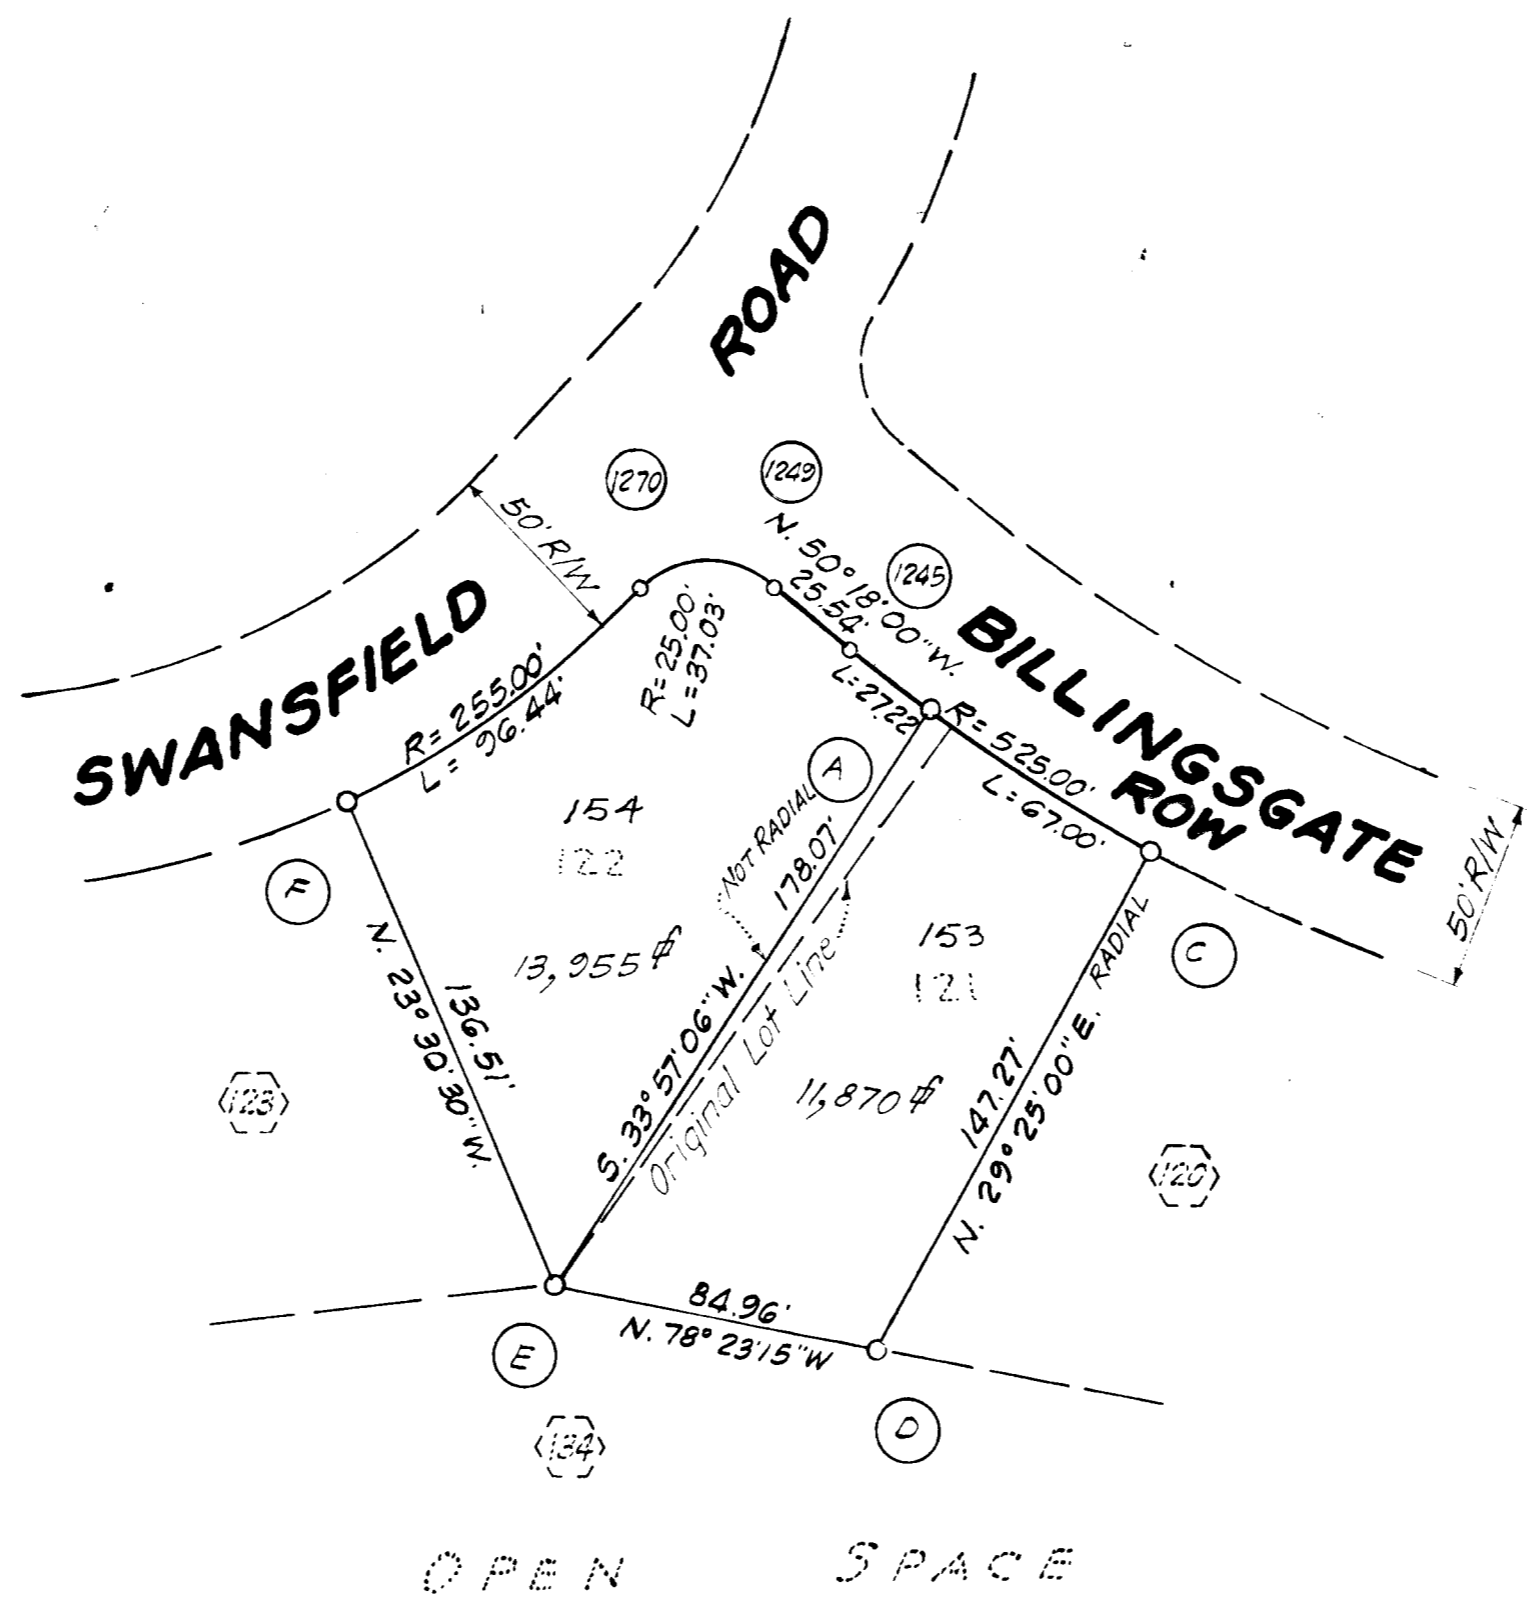 ROAD
1270
1249
50' R/W
N. 50° 18' 00" W.
25.54'
1245
SWANSFIELD
R= 255.00'
L= 96.44'
R=25.00'
L=37.03'
L=27.22
BILLINGSGATE
ROW
R= 525.00'
L=67.00'
50' R/W
A
154
122
13,955 ⏍
NOT RADIAL
178.07'
S. 33° 57' 06" W.
Original Lot Line
153
121
11,870 ⏍
F
N. 23° 30' 30" W.
136.51'
C
RADIAL
147.27'
N. 29° 25' 00" E.
123
120
84.96'
N. 78° 23' 15" W
E
D
134
OPEN SPACE